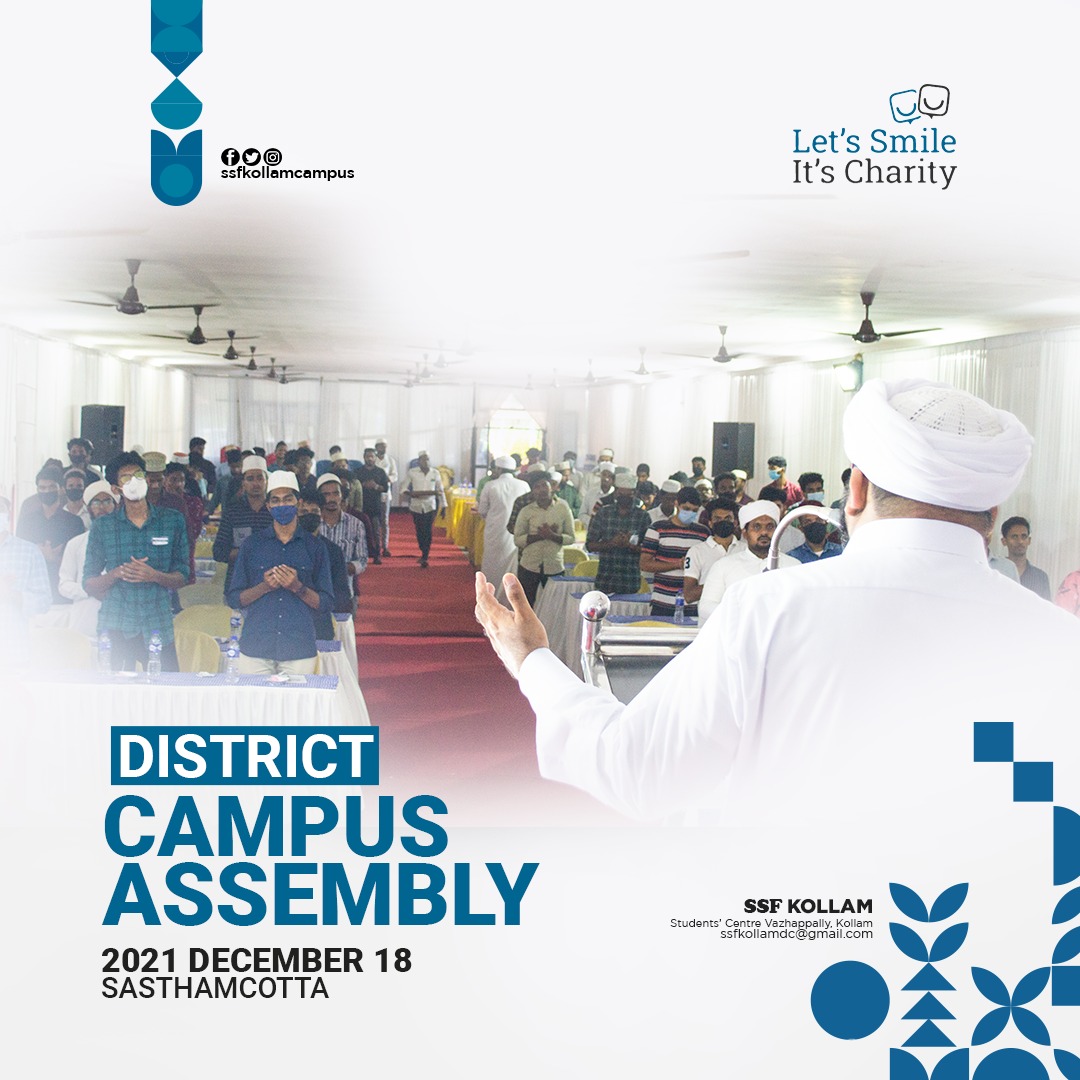 ssfkollamcampus
Let's Smile
It's Charity
DISTRICT
CAMPUS
ASSEMBLY
2021 DECEMBER 18
SASTHAMCOTTA
SSF KOLLAM
Students' Centre Vazhappally, Kollam
ssfkollamdc@gmail.com